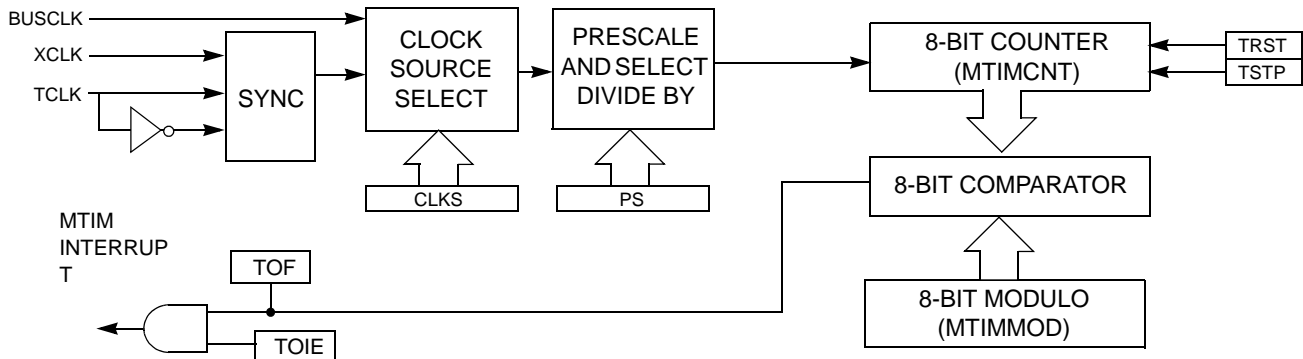 BUSCLK
XCLK
TCLK
SYNC
CLOCK
SOURCE
SELECT
CLKS
PRESCALE
AND SELECT
DIVIDE BY
PS
8-BIT COUNTER
(MTIMCNT)
TRST
TSTP
8-BIT COMPARATOR
8-BIT MODULO
(MTIMMOD)
MTIM
INTERRUP
T
TOF
TOIE